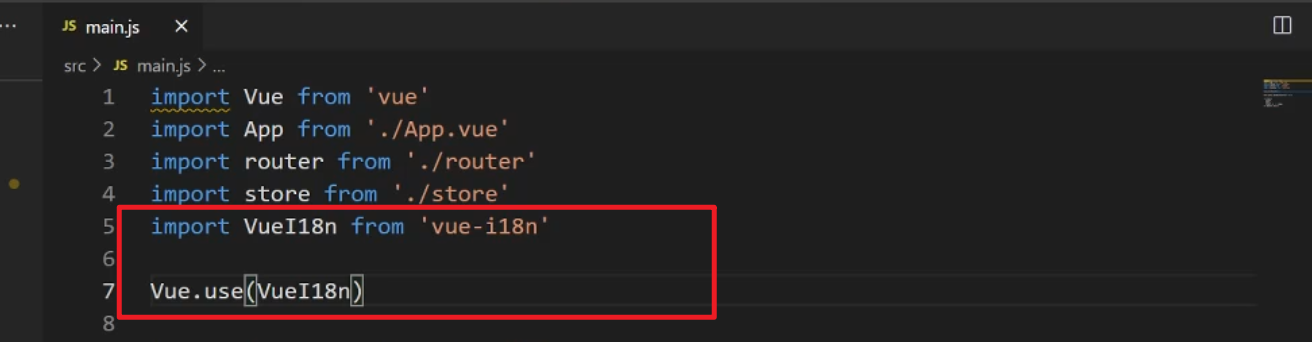 ... JS main.js ×
src > JS main.js > ...
1 import Vue from 'vue'
2 import App from './App.vue'
3 import router from './router'
4 import store from './store'
5 import VueI18n from 'vue-i18n'
6
7 Vue.use(VueI18n)
8